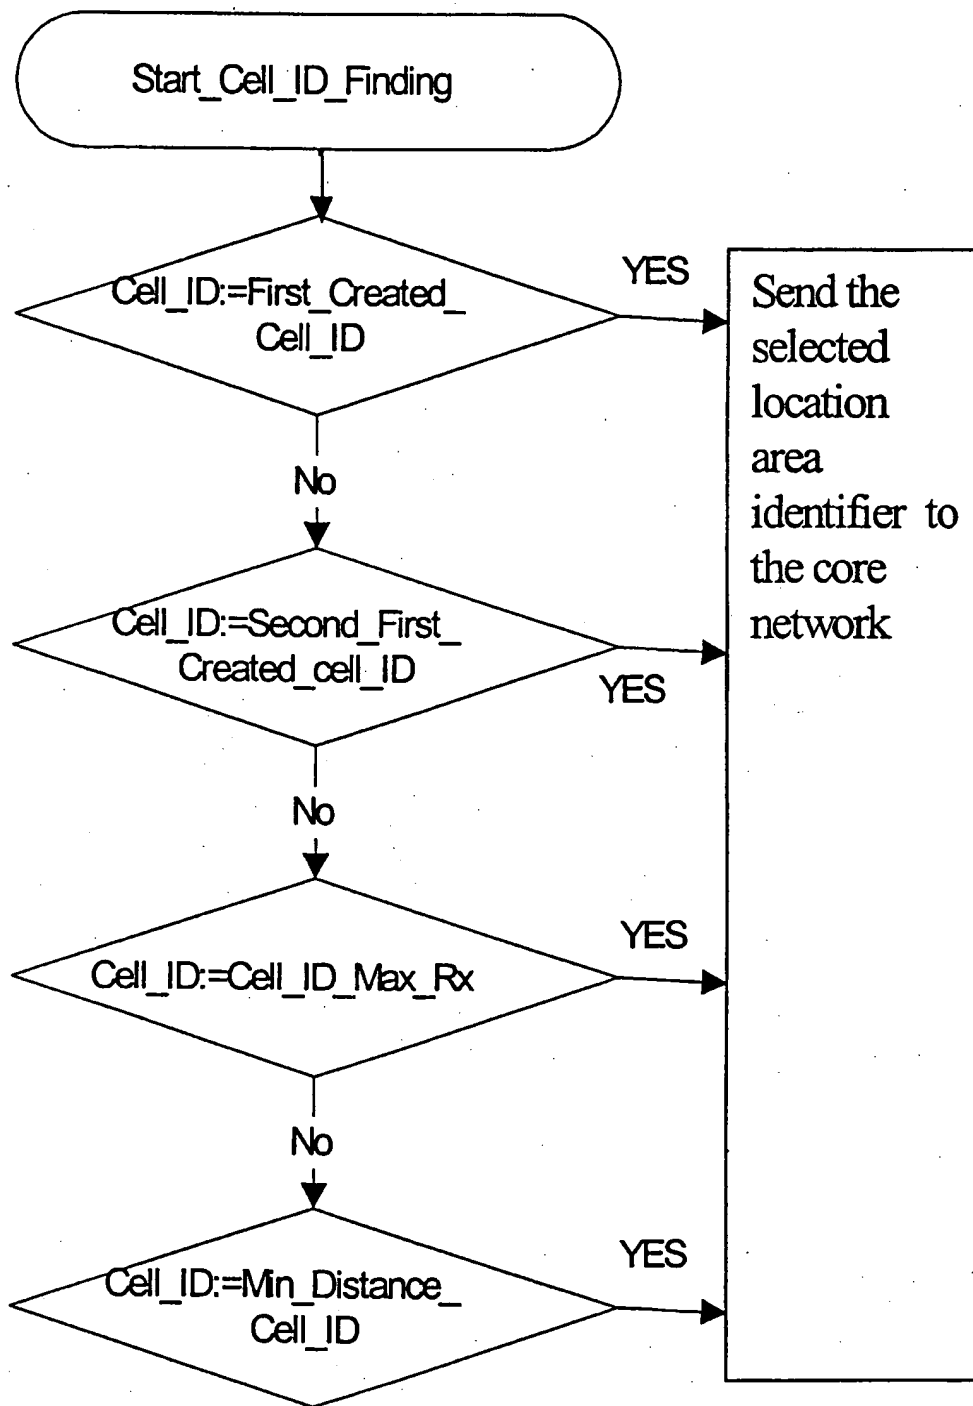 Start_Cell_ID_Finding
Cell_ID:=First_Created_
Cell_ID
YES
Send the
selected
location
area
identifier to
the core
network
No
Cell_ID:=Second_First_
Created_cell_ID
YES
No
Cell_ID:=Cell_ID_Max_Rx
YES
No
Cell_ID:=Min_Distance_
Cell_ID
YES